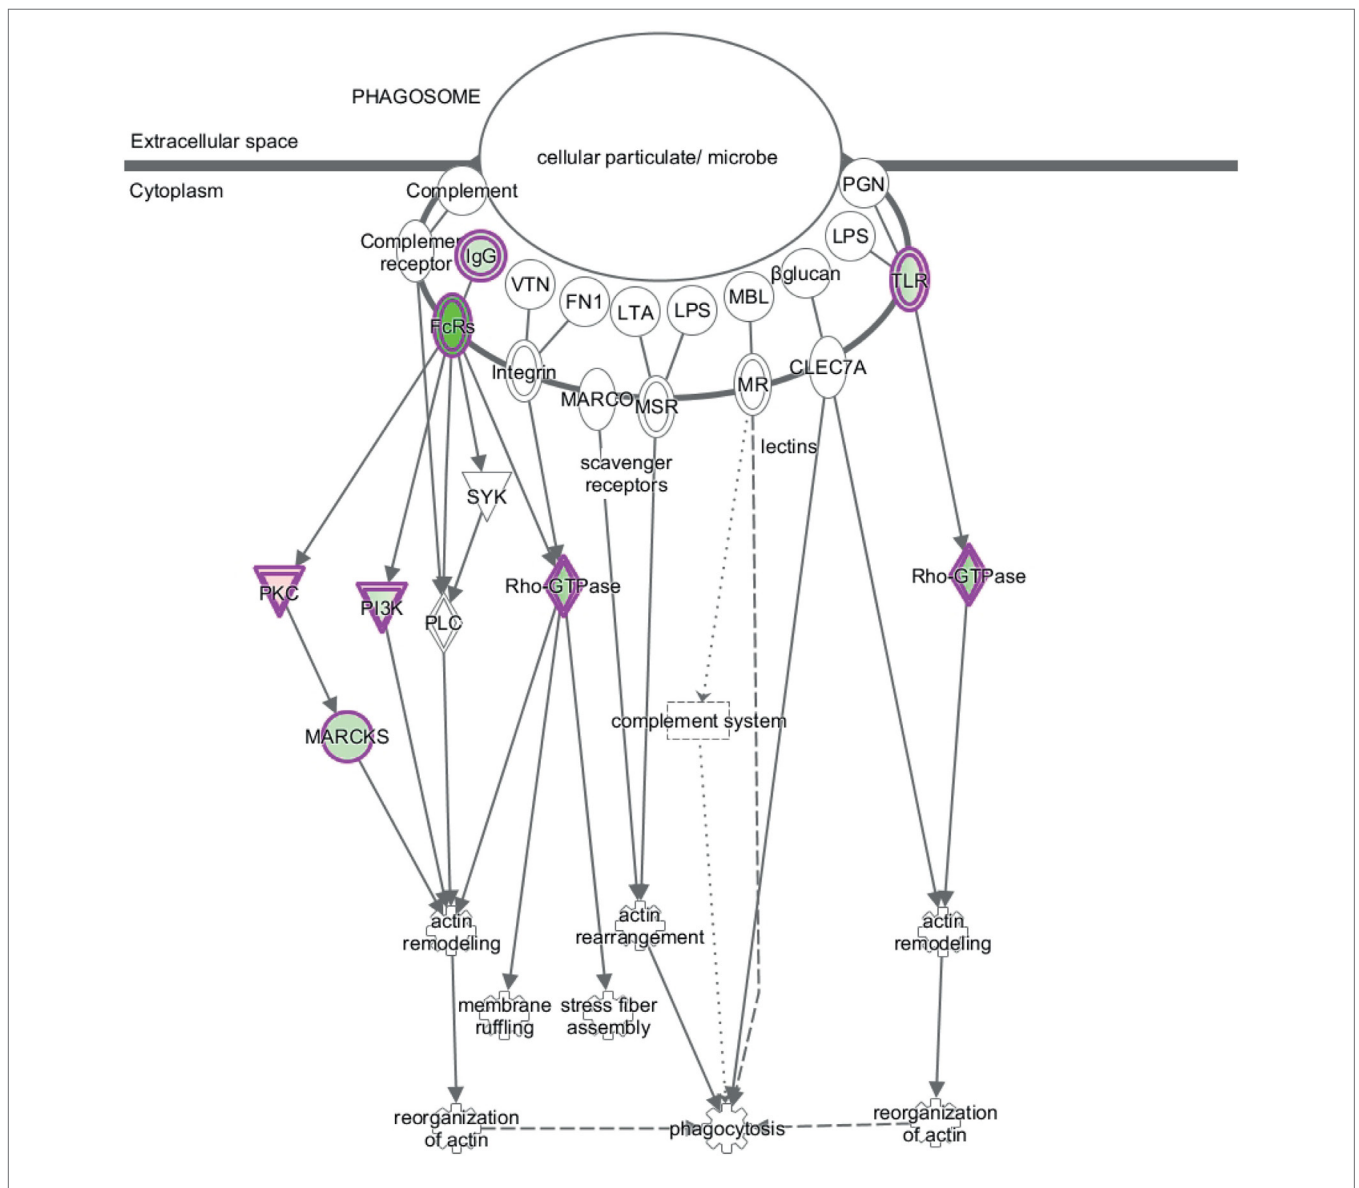 PHAGOSOME
Extracellular space
cellular particulate/ microbe
Cytoplasm
Complement
PGN
Complemer
receptor
IgG
LPS
TLR
VTN
FN1
LTA
LPS
MBL
βglucan
FcRs
Integrin
MARCO
MSR
MR
CLEC7A
lectins
scavenger
receptors
SYK
PKC
PI3K
PLC
Rho-GTPase
Rho-GTPase
MARCKS
complement system
actin
remodeling
actin
rearrangement
actin
remodeling
membrane
ruffling
stress fiber
assembly
reorganization
of actin
phagocytosis
reorganization
of actin